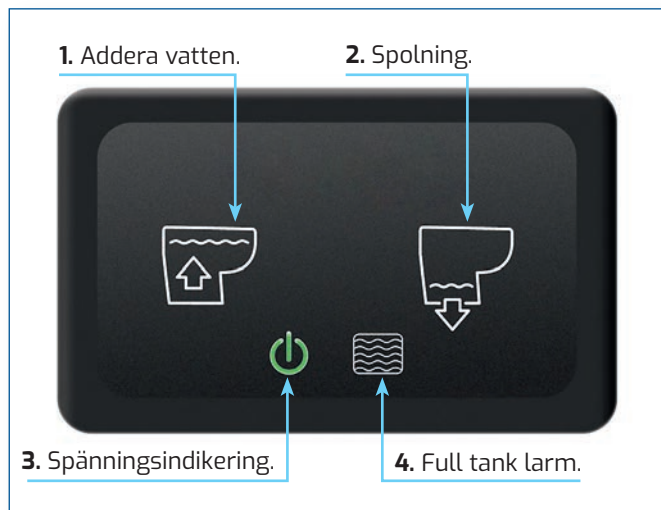 1. Addera vatten.
2. Spolning.
3. Spänningsindikering.
4. Full tank larm.